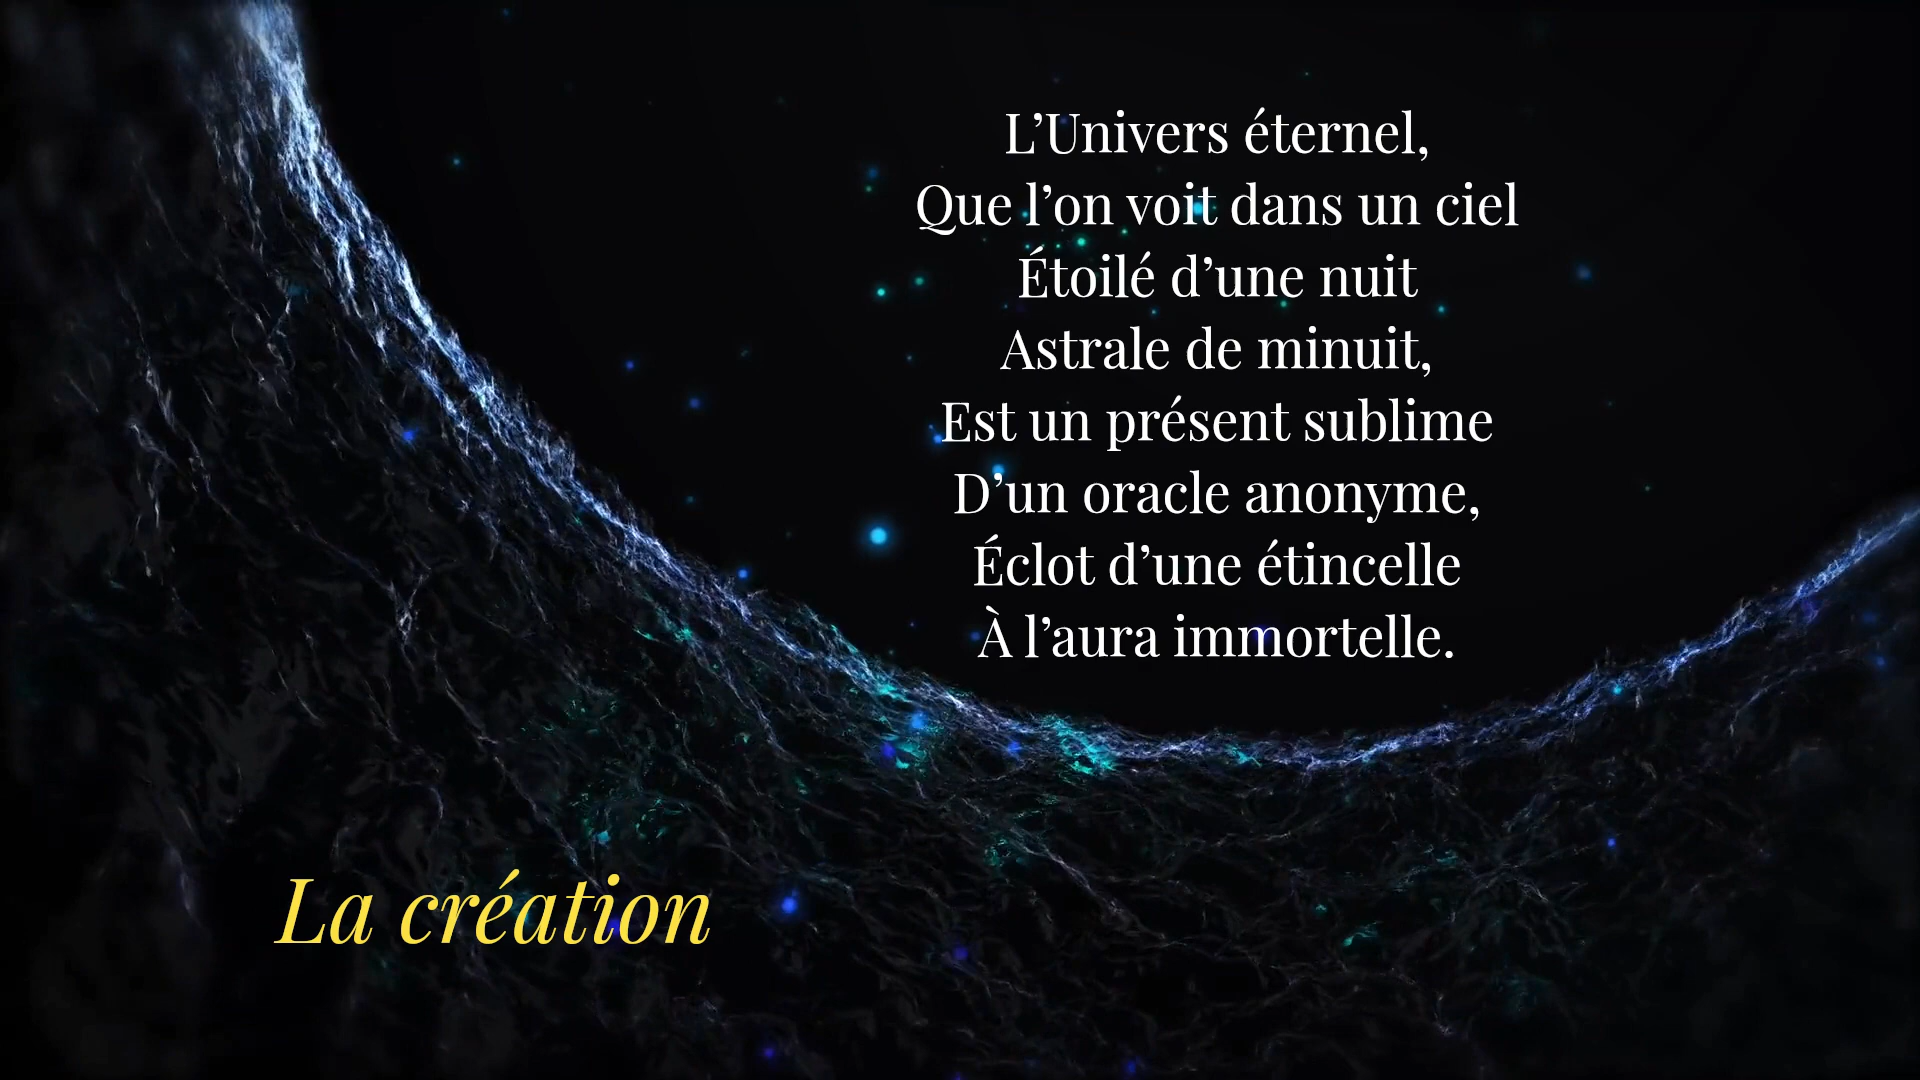 L’Univers éternel,
Que l’on voit dans un ciel
Étoilé d’une nuit
Astrale de minuit,
Est un présent sublime
D’un oracle anonyme,
Éclot d’une étincelle
À l’aura immortelle.
La création